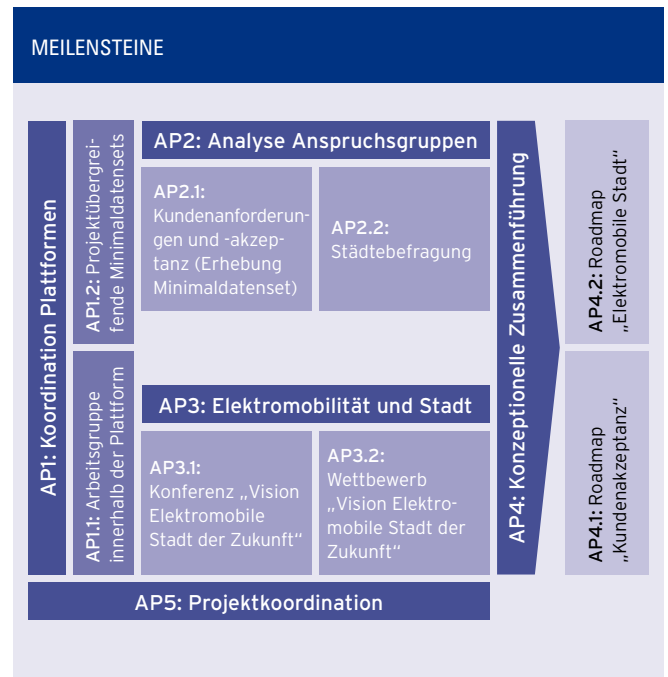 MEILENSTEINE
AP1: Koordination Plattformen
AP1.2: Projektübergrei-
fende Minimaldatensets
AP1.1: Arbeitsgruppe
innerhalb der Plattform
AP2: Analyse Anspruchsgruppen
AP2.1:
Kundenanforderun-
gen und -akzep-
tanz (Erhebung
Minimaldatenset)
AP2.2:
Städtebefragung
AP3: Elektromobilität und Stadt
AP3.1:
Konferenz „Vision
Elektromobile
Stadt der Zukunft“
AP3.2:
Wettbewerb
„Vision Elektro-
mobile Stadt der
Zukunft“
AP4: Konzeptionelle Zusammenführung
AP4.2: Roadmap
„Elektromobile Stadt“
AP4.1: Roadmap
„Kundenakzeptanz“
AP5: Projektkoordination